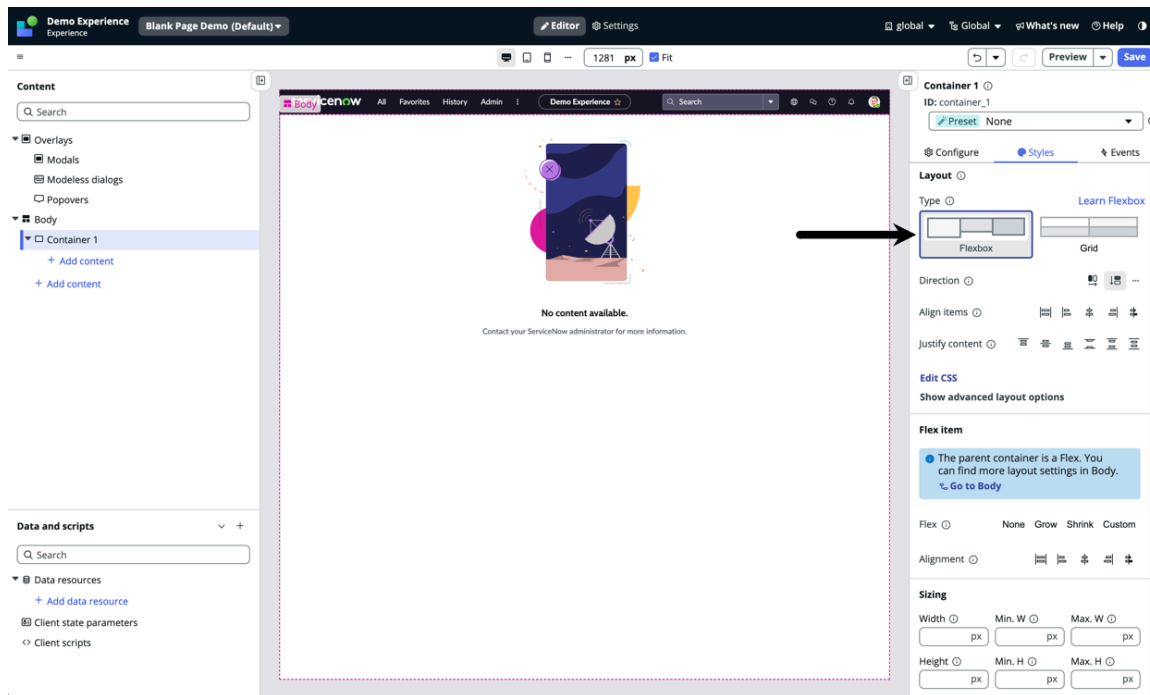 Demo Experience
Experience
Blank Page Demo (Default)
Editor
Settings
global
Global
What's new
Help
1281 px
Fit
Preview
Save
Content
Search
Overlays
Modals
Modeless dialogs
Popovers
Body
Container 1
+ Add content
+ Add content
Data and scripts
Search
Data resources
+ Add data resource
Client state parameters
Client scripts
Body
cenow
All
Favorites
History
Admin
Demo Experience
Search
No content available.
Contact your ServiceNow administrator for more information.
Container 1
ID: container_1
Preset None
Configure
Styles
Events
Layout
Type
Learn Flexbox
Flexbox
Grid
Direction
Align items
Justify content
Edit CSS
Show advanced layout options
Flex item
The parent container is a Flex. You
can find more layout settings in Body.
Go to Body
Flex
None Grow Shrink Custom
Alignment
Sizing
Width Min. W Max. W
px px px
Height Min. H Max. H
px px px